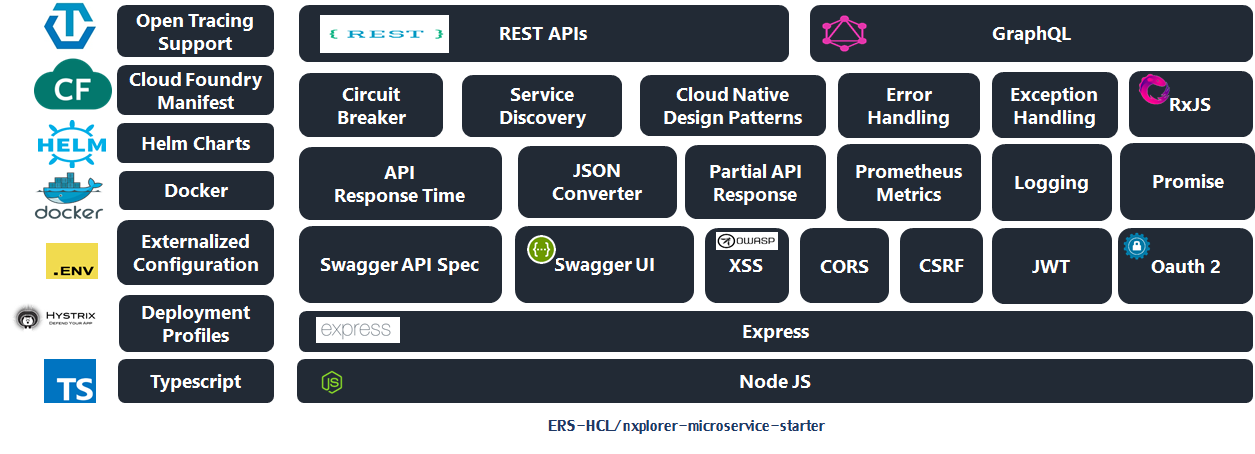 Open Tracing
Support
{ REST }
REST APIs
GraphQL
CF
Cloud Foundry
Manifest
Circuit
Breaker
Service
Discovery
Cloud Native
Design Patterns
Error
Handling
Exception
Handling
RxJS
HELM
Helm Charts
API
Response Time
JSON
Converter
Partial API
Response
Prometheus
Metrics
Logging
Promise
docker
Docker
.ENV
Externalized
Configuration
Swagger API Spec
{···}
Swagger UI
OWASP
XSS
CORS
CSRF
JWT
Oauth 2
HYSTRIX
DEFEND YOUR APP
Deployment
Profiles
express
Express
TS
Typescript
JS
Node JS
ERS-HCL/nxplorer-microservice-starter